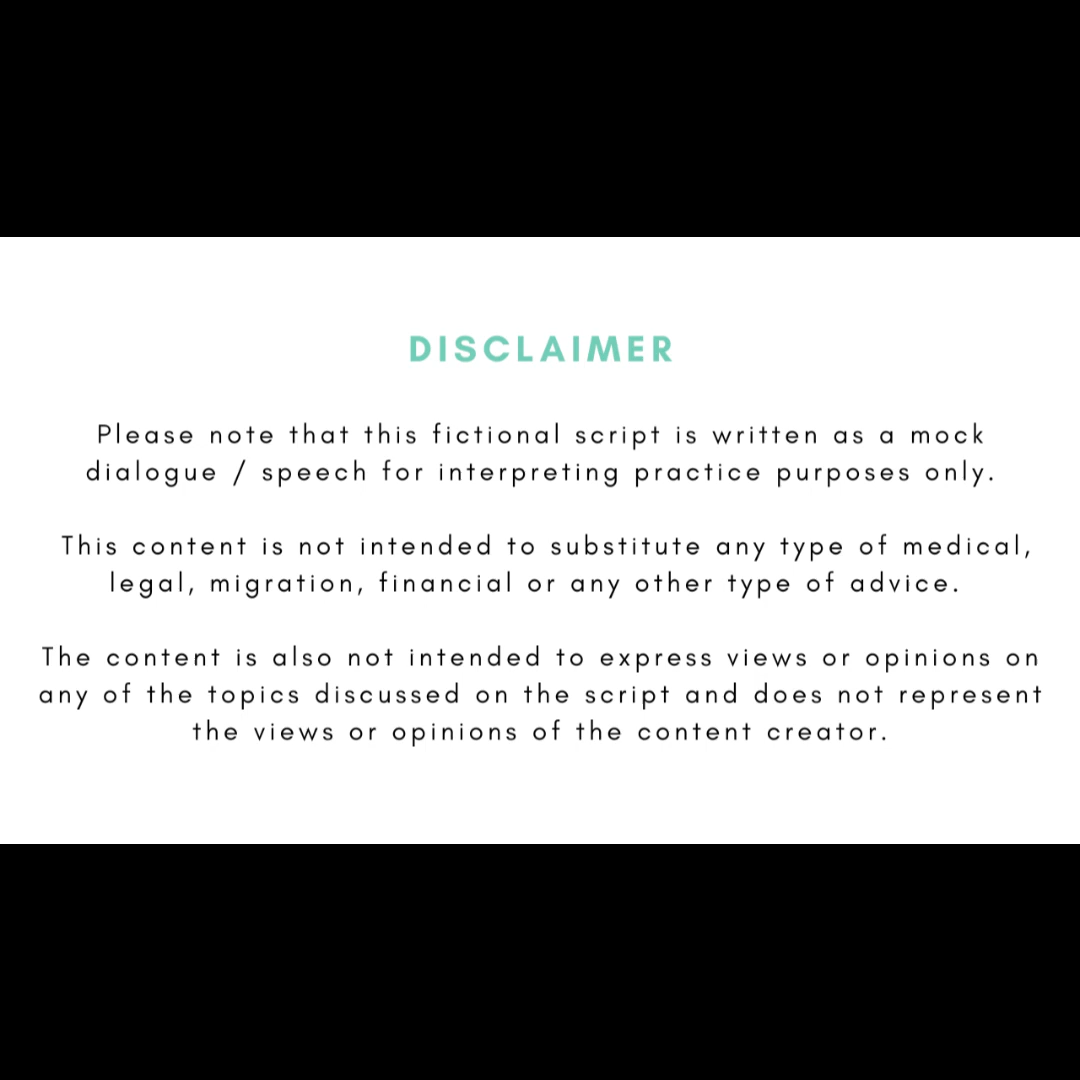 DISCLAIMER
Please note that this fictional script is written as a mock
dialogue / speech for interpreting practice purposes only.
This content is not intended to substitute any type of medical,
legal, migration, financial or any other type of advice.
The content is also not intended to express views or opinions on
any of the topics discussed on the script and does not represent
the views or opinions of the content creator.